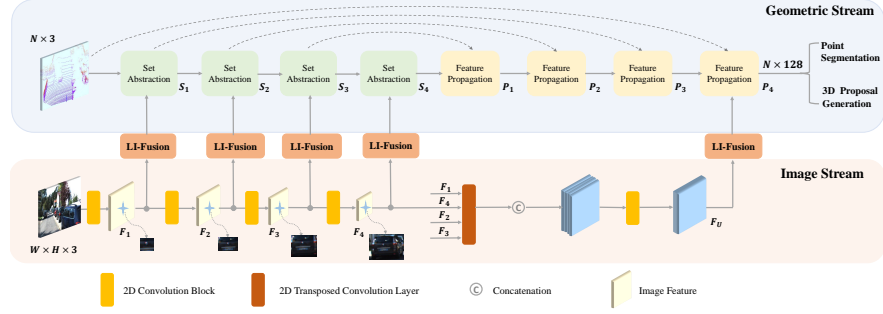 Geometric Stream
N × 3
Set
Abstraction
S1
Set
Abstraction
S2
Set
Abstraction
S3
Set
Abstraction
S4
Feature
Propagation
P1
Feature
Propagation
P2
Feature
Propagation
P3
Feature
Propagation
N × 128
P4
Point
Segmentation
3D Proposal
Generation
LI-Fusion
LI-Fusion
LI-Fusion
LI-Fusion
LI-Fusion
Image Stream
W × H × 3
F1
F2
F3
F4
F1
F4
F2
F3
C
FU
2D Convolution Block
2D Transposed Convolution Layer
C
Concatenation
Image Feature